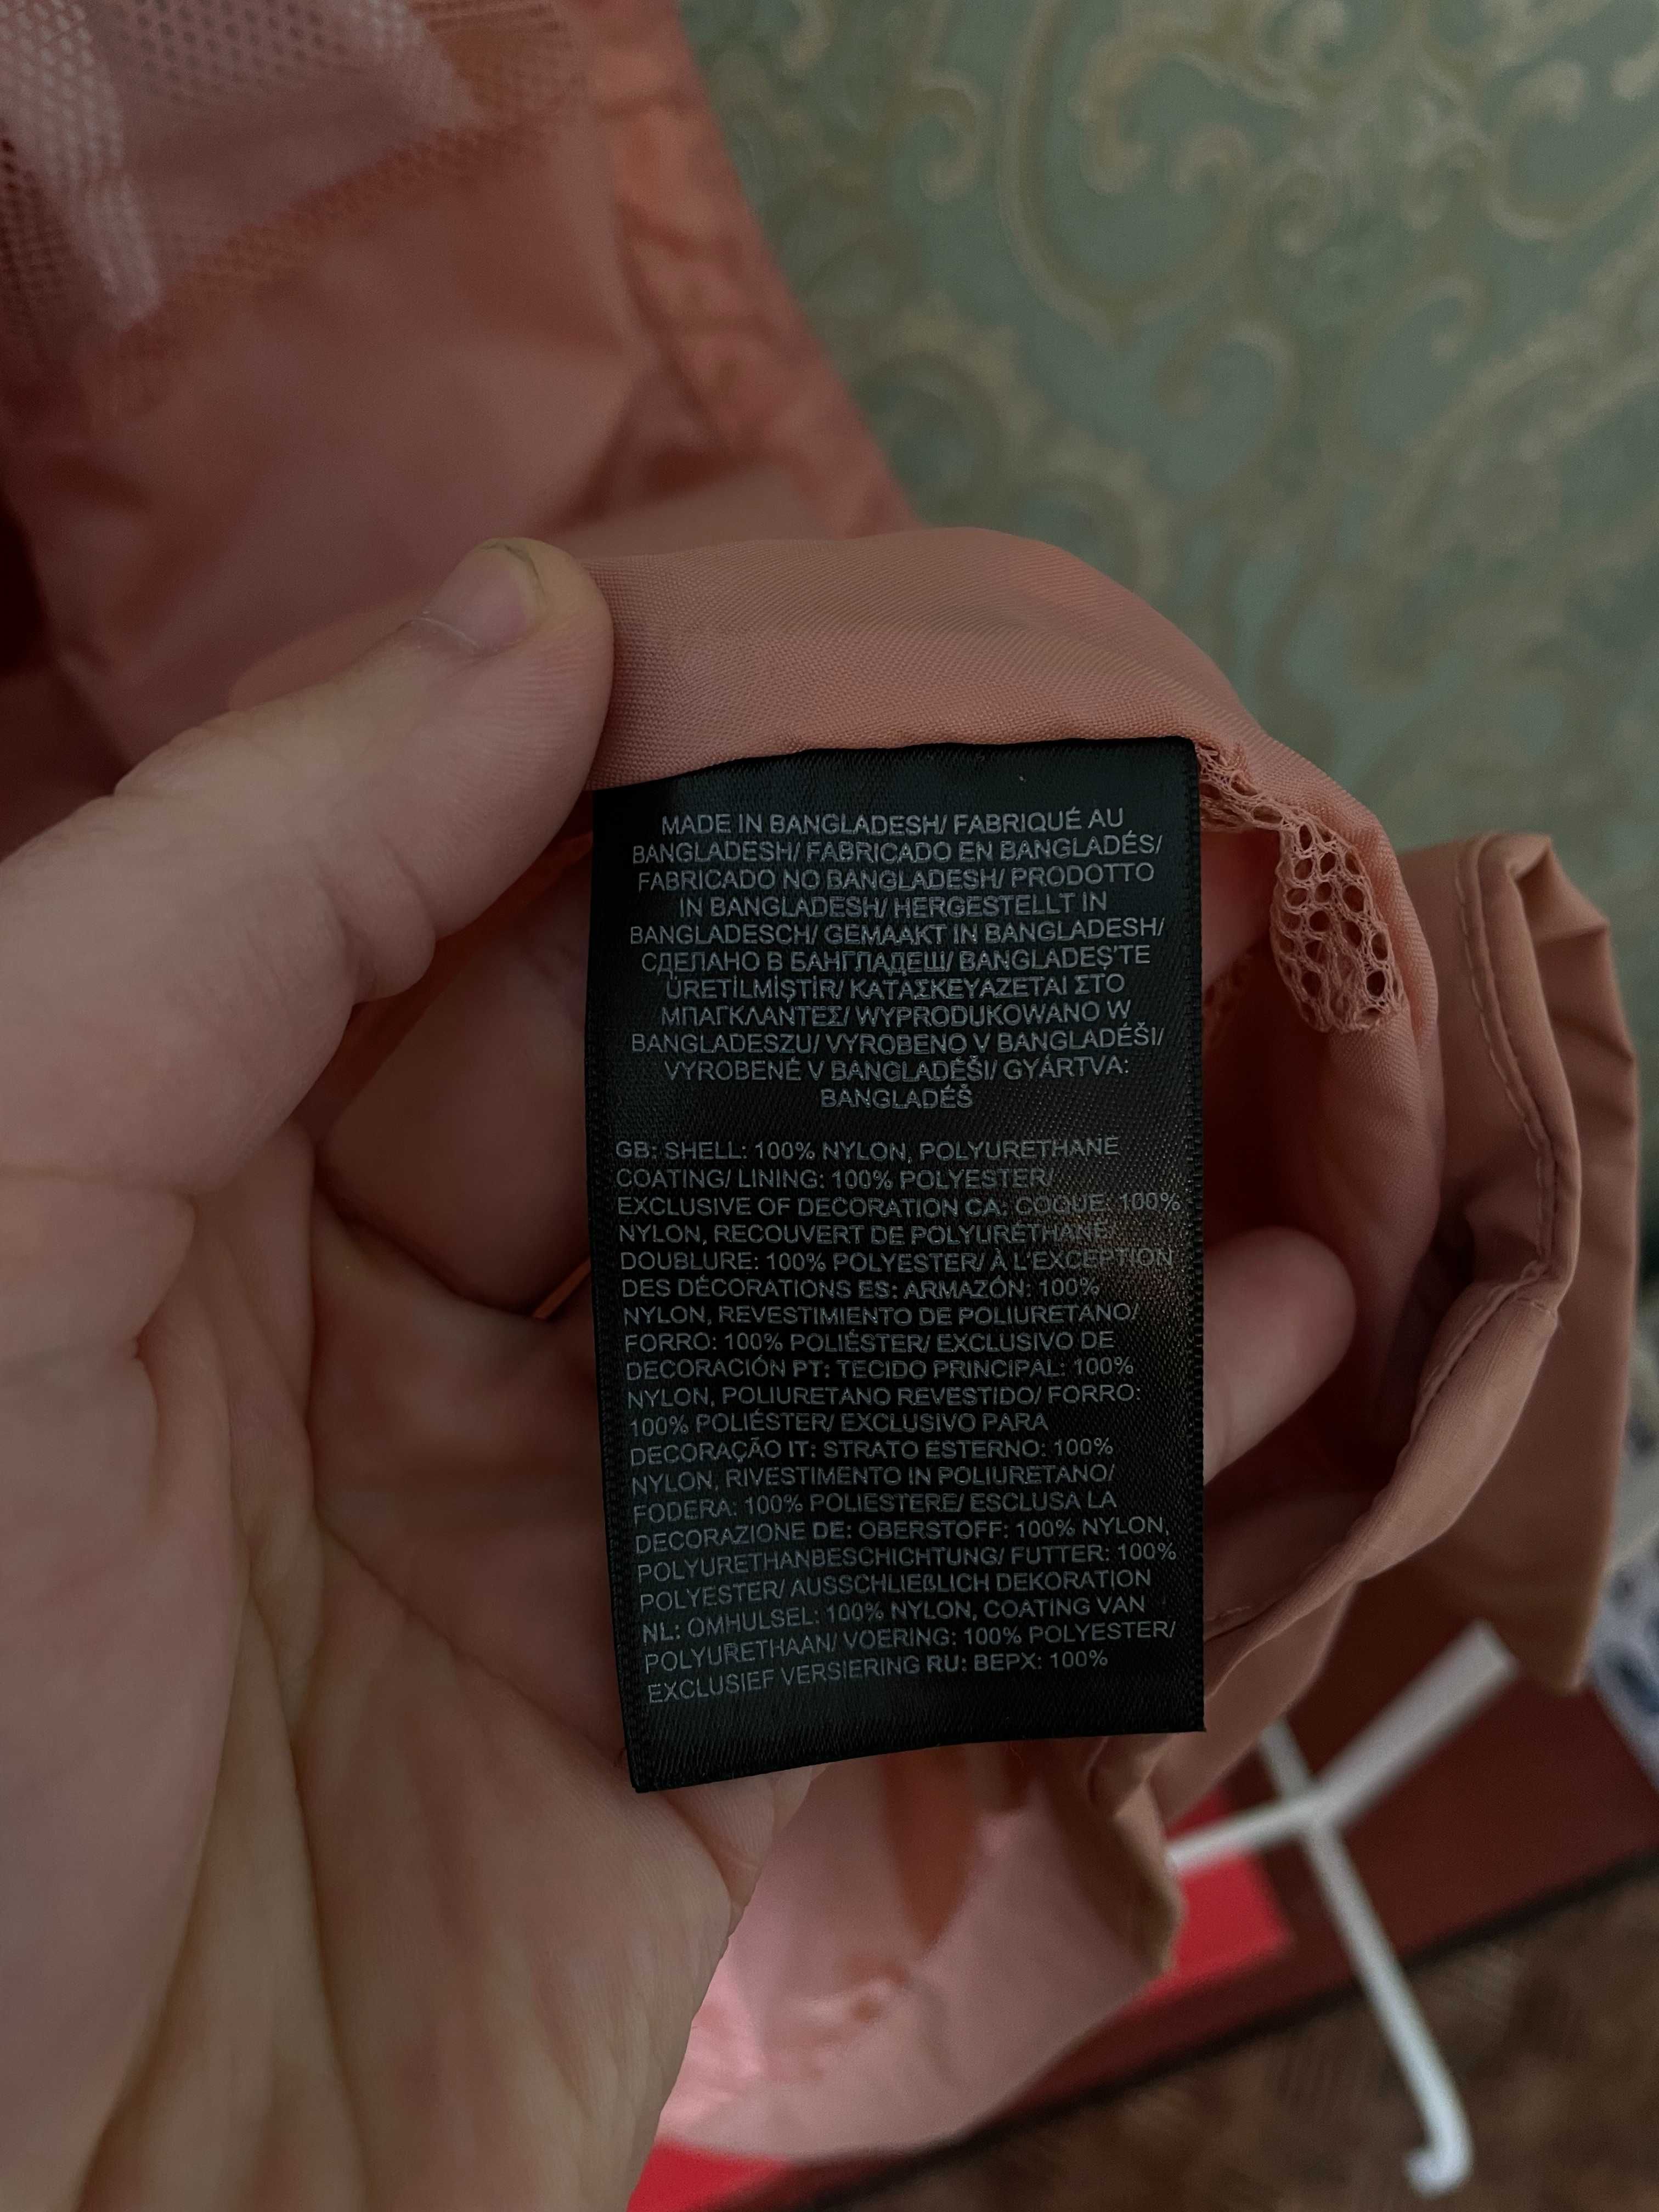 MADE IN BANGLADESH/ FABRIQUÉ AU
BANGLADESH/ FABRICADO EN BANGLADÉS/
FABRICADO NO BANGLADESH/ PRODOTTO
IN BANGLADESH/ HERGESTELLT IN
BANGLADESCH/ GEMAAKT IN BANGLADESH/
СДЕЛАНО В БАНГЛАДЕШ/ BANGLADEŞ'TE
ÜRETİLMİŞTİR/ ΚΑΤΑΣΚΕΥΑΖΕΤΑΙ ΣΤΟ
ΜΠΑΓΚΛΑΝΤΕΣ/ WYPRODUKOWANO W
BANGLADESZU/ VYROBENO V BANGLADÉŠI/
VYROBENÉ V BANGLADÉŠI/ GYÁRTVA:
BANGLADÉŠ
GB: SHELL: 100% NYLON, POLYURETHANE
COATING/ LINING: 100% POLYESTER/
EXCLUSIVE OF DECORATION CA: COQUE: 100%
NYLON, RECOUVERT DE POLYURÉTHANE
DOUBLURE: 100% POLYESTER/ À L'EXCEPTION
DES DÉCORATIONS ES: ARMAZÓN: 100%
NYLON, REVESTIMIENTO DE POLIURETANO/
FORRO: 100% POLIÉSTER/ EXCLUSIVO DE
DECORACIÓN PT: TECIDO PRINCIPAL: 100%
NYLON, POLIURETANO REVESTIDO/ FORRO:
100% POLIÉSTER/ EXCLUSIVO PARA
DECORAÇÃO IT: STRATO ESTERNO: 100%
NYLON, RIVESTIMENTO IN POLIURETANO/
FODERA: 100% POLIESTERE/ ESCLUSA LA
DECORAZIONE DE: OBERSTOFF: 100% NYLON,
POLYURETHANBESCHICHTUNG/ FUTTER: 100%
POLYESTER/ AUSSCHLIEßLICH DEKORATION
NL: OMHULSEL: 100% NYLON, COATING VAN
POLYURETHAAN/ VOERING: 100% POLYESTER/
EXCLUSIEF VERSIERING RU: ВЕРХ: 100%